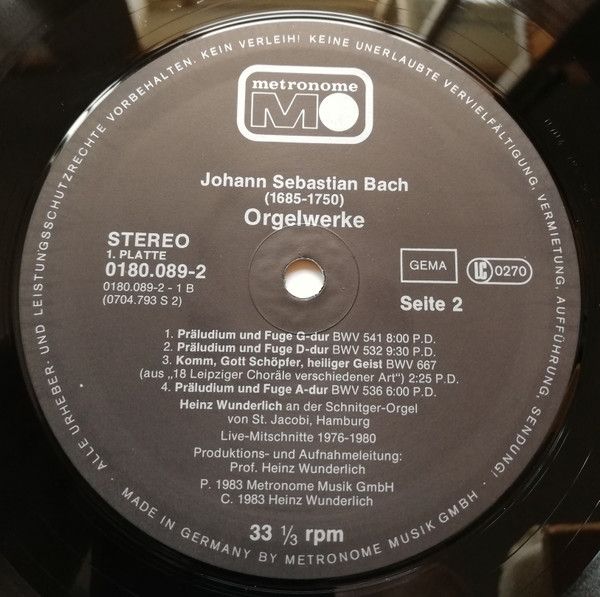 ALLE URHEBER- UND LEISTUNGSSCHUTZRECHTE VORBEHALTEN. KEIN VERLEIH! KEINE UNERLAUBTE VERVIELFÄLTIGUNG, VERMIETUNG, AUFFÜHRUNG, SENDUNG!
metronome
M
Johann Sebastian Bach
(1685-1750)
Orgelwerke
STEREO
1. PLATTE
0180.089-2
0180.089-2 - 1 B
(0704.793 S 2)
GEMA
LC 0270
Seite 2
1. Präludium und Fuge G-dur BWV 541 8:00 P.D.
2. Präludium und Fuge D-dur BWV 532 9:30 P.D.
3. Komm, Gott Schöpfer, heiliger Geist BWV 667
(aus „18 Leipziger Choräle verschiedener Art") 2:25 P.D.
4. Präludium und Fuge A-dur BWV 536 6:00 P.D.
Heinz Wunderlich an der Schnitger-Orgel
von St. Jacobi, Hamburg
Live-Mitschnitte 1976-1980
Produktions- und Aufnahmeleitung:
Prof. Heinz Wunderlich
P. 1983 Metronome Musik GmbH
C. 1983 Heinz Wunderlich
33 ⅓ rpm
MADE IN GERMANY BY METRONOME MUSIK GMBH